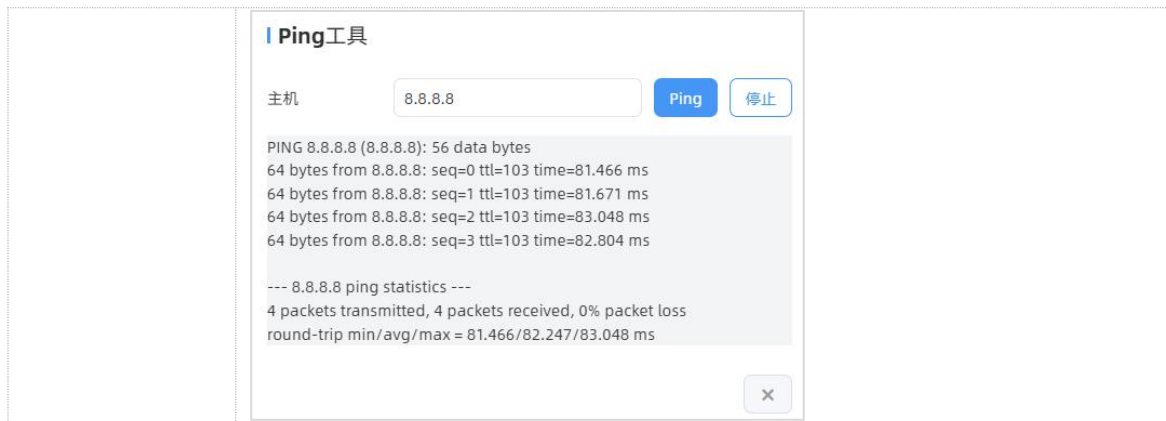 Ping工具
主机 8.8.8.8 Ping 停止
PING 8.8.8.8 (8.8.8.8): 56 data bytes
64 bytes from 8.8.8.8: seq=0 ttl=103 time=81.466 ms
64 bytes from 8.8.8.8: seq=1 ttl=103 time=81.671 ms
64 bytes from 8.8.8.8: seq=2 ttl=103 time=83.048 ms
64 bytes from 8.8.8.8: seq=3 ttl=103 time=82.804 ms
--- 8.8.8.8 ping statistics ---
4 packets transmitted, 4 packets received, 0% packet loss
round-trip min/avg/max = 81.466/82.247/83.048 ms